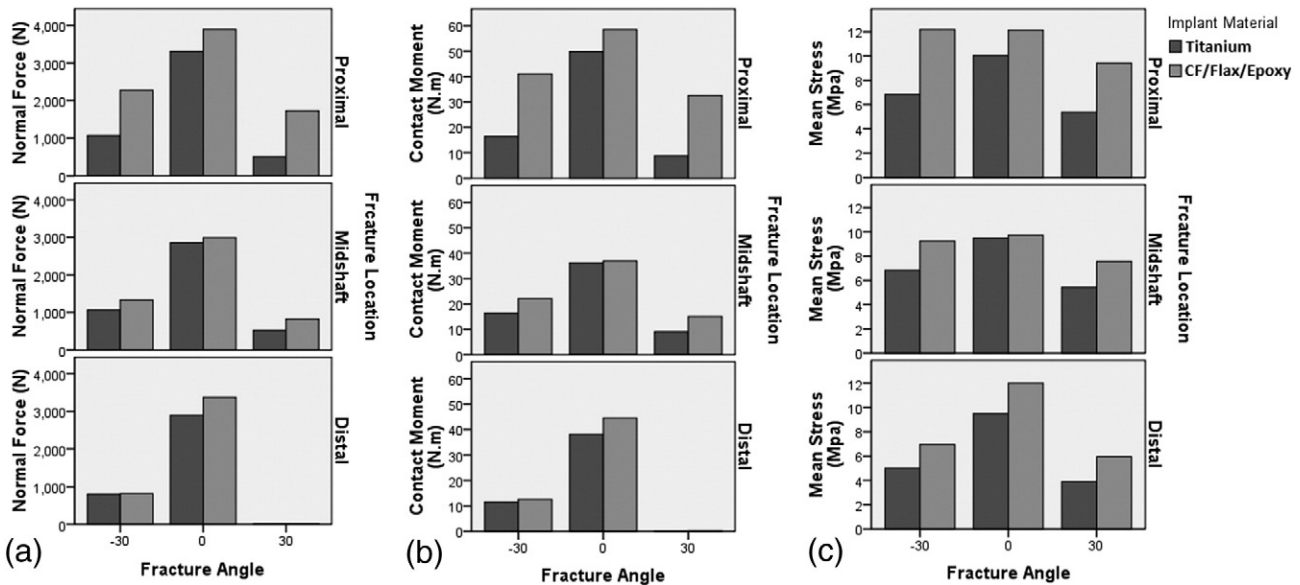 4,000
3,000
2,000
1,000
0
Normal Force (N)
Proximal
4,000
3,000
2,000
1,000
0
Normal Force (N)
Midshaft
4,000
3,000
2,000
1,000
0
Normal Force (N)
Distal
Frcature Location
-30
0
30
(a)
Fracture Angle
60
50
40
30
20
10
0
Contact Moment
(N.m)
Proximal
60
50
40
30
20
10
0
Contact Moment
(N.m)
Midshaft
60
50
40
30
20
10
0
Contact Moment
(N.m)
Distal
Frcature Location
-30
0
30
(b)
Fracture Angle
12
10
8
6
4
2
0
Mean Stress
(Mpa)
Proximal
12
10
8
6
4
2
0
Mean Stress
(Mpa)
Midshaft
12
10
8
6
4
2
0
Mean Stress
(Mpa)
Distal
Frcature Location
-30
0
30
(c)
Fracture Angle
Implant Material
Titanium
CF/Flax/Epoxy